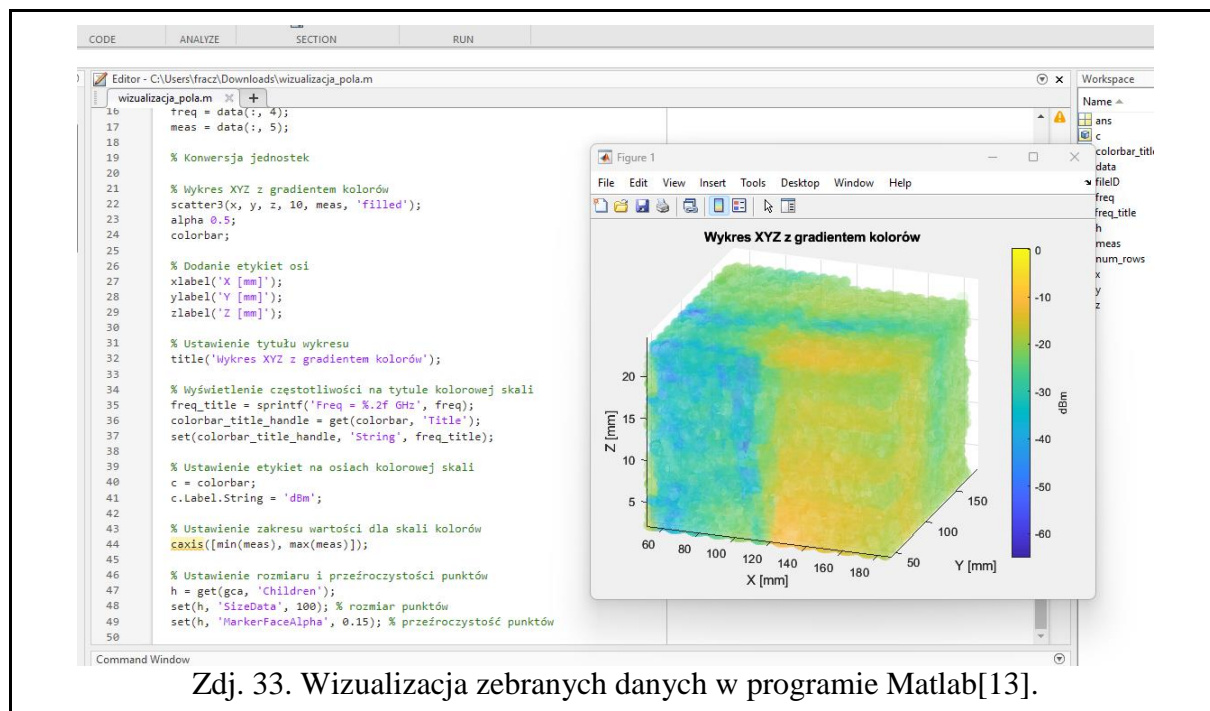 CODE ANALYZE SECTION RUN
Editor - C:\Users\fracz\Downloads\wizualizacja_pola.m
wizualizacja_pola.m
16 freq = data(:, 4);
17 meas = data(:, 5);
18
19 % Konwersja jednostek
20
21 % Wykres XYZ z gradientem kolorów
22 scatter3(x, y, z, 10, meas, 'filled');
23 alpha 0.5;
24 colorbar;
25
26 % Dodanie etykiet osi
27 xlabel('X [mm]');
28 ylabel('Y [mm]');
29 zlabel('Z [mm]');
30
31 % Ustawienie tytułu wykresu
32 title('Wykres XYZ z gradientem kolorów');
33
34 % Wyświetlenie częstotliwości na tytule kolorowej skali
35 freq_title = sprintf('Freq = %.2f GHz', freq);
36 colorbar_title_handle = get(colorbar, 'Title');
37 set(colorbar_title_handle, 'String', freq_title);
38
39 % Ustawienie etykiet na osiach kolorowej skali
40 c = colorbar;
41 c.Label.String = 'dBm';
42
43 % Ustawienie zakresu wartości dla skali kolorów
44 caxis([min(meas), max(meas)]);
45
46 % Ustawienie rozmiaru i przeźroczystości punktów
47 h = get(gca, 'Children');
48 set(h, 'SizeData', 100); % rozmiar punktów
49 set(h, 'MarkerFaceAlpha', 0.15); % przeźroczystość punktów
50
Command Window
Figure 1
File Edit View Insert Tools Desktop Window Help
Wykres XYZ z gradientem kolorów
Z [mm]
20
15
10
5
60 80 100 120 140 160 180
X [mm]
50 100 150
Y [mm]
0
-10
-20
-30
-40
-50
-60
dBm
Workspace
Name
ans
c
colorbar_title
data
fileID
freq
freq_title
h
meas
num_rows
x
y
z
Zdj. 33. Wizualizacja zebranych danych w programie Matlab[13].